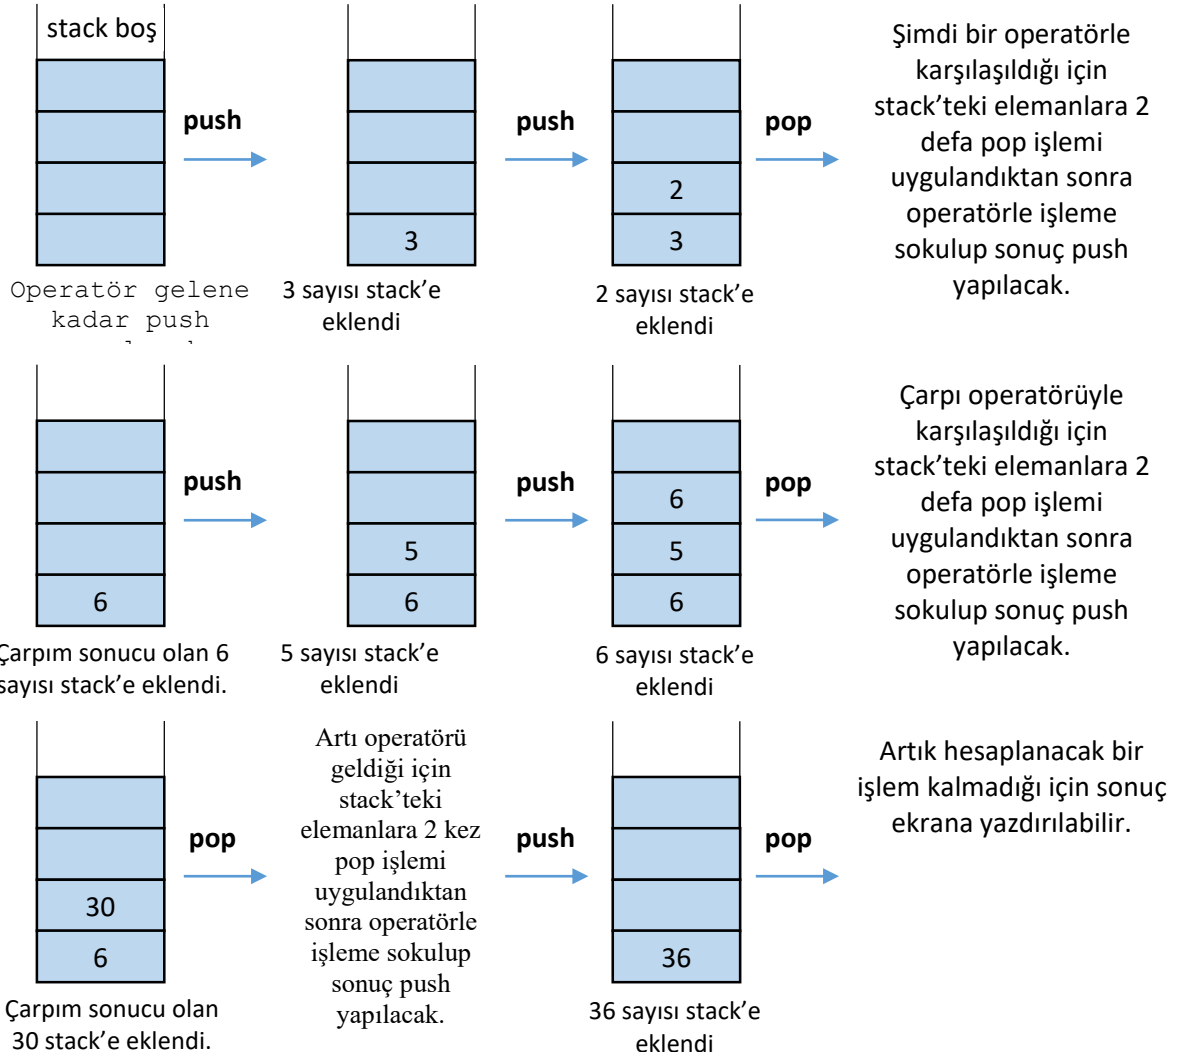 stack boş
push
push
pop
Şimdi bir operatörle
karşılaşıldığı için
stack’teki elemanlara 2
defa pop işlemi
uygulandıktan sonra
operatörle işleme
sokulup sonuç push
yapılacak.
3
2
3
Operatör gelene
kadar push
3 sayısı stack’e
eklendi
2 sayısı stack’e
eklendi
push
push
pop
Çarpı operatörüyle
karşılaşıldığı için
stack’teki elemanlara 2
defa pop işlemi
uygulandıktan sonra
operatörle işleme
sokulup sonuç push
yapılacak.
6
5
6
6
5
6
Çarpım sonucu olan 6
sayısı stack’e eklendi.
5 sayısı stack’e
eklendi
6 sayısı stack’e
eklendi
30
6
pop
Artı operatörü
geldiği için
stack’teki
elemanlara 2 kez
pop işlemi
uygulandıktan
sonra operatörle
işleme sokulup
sonuç push
yapılacak.
push
36
pop
Artık hesaplanacak bir
işlem kalmadığı için sonuç
ekrana yazdırılabilir.
Çarpım sonucu olan
30 stack’e eklendi.
36 sayısı stack’e
eklendi